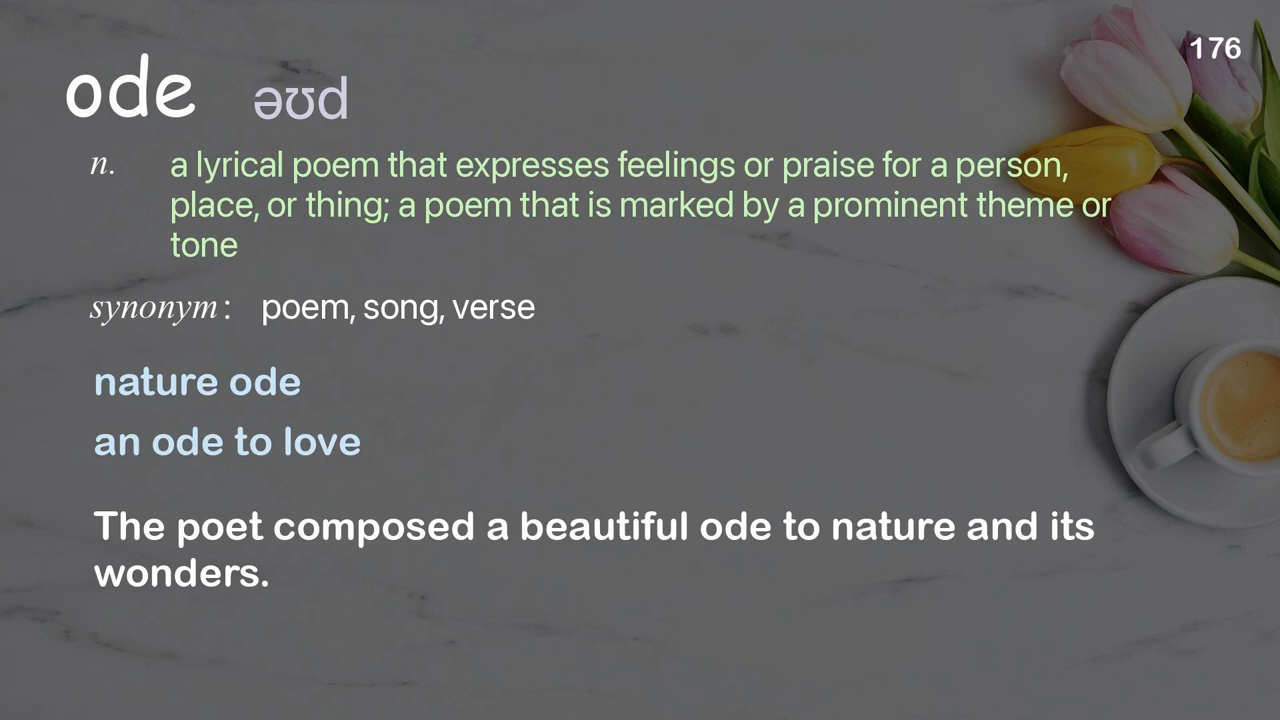 176
ode əʊd
n. a lyrical poem that expresses feelings or praise for a person,
place, or thing; a poem that is marked by a prominent theme or
tone
synonym: poem, song, verse
nature ode
an ode to love
The poet composed a beautiful ode to nature and its
wonders.